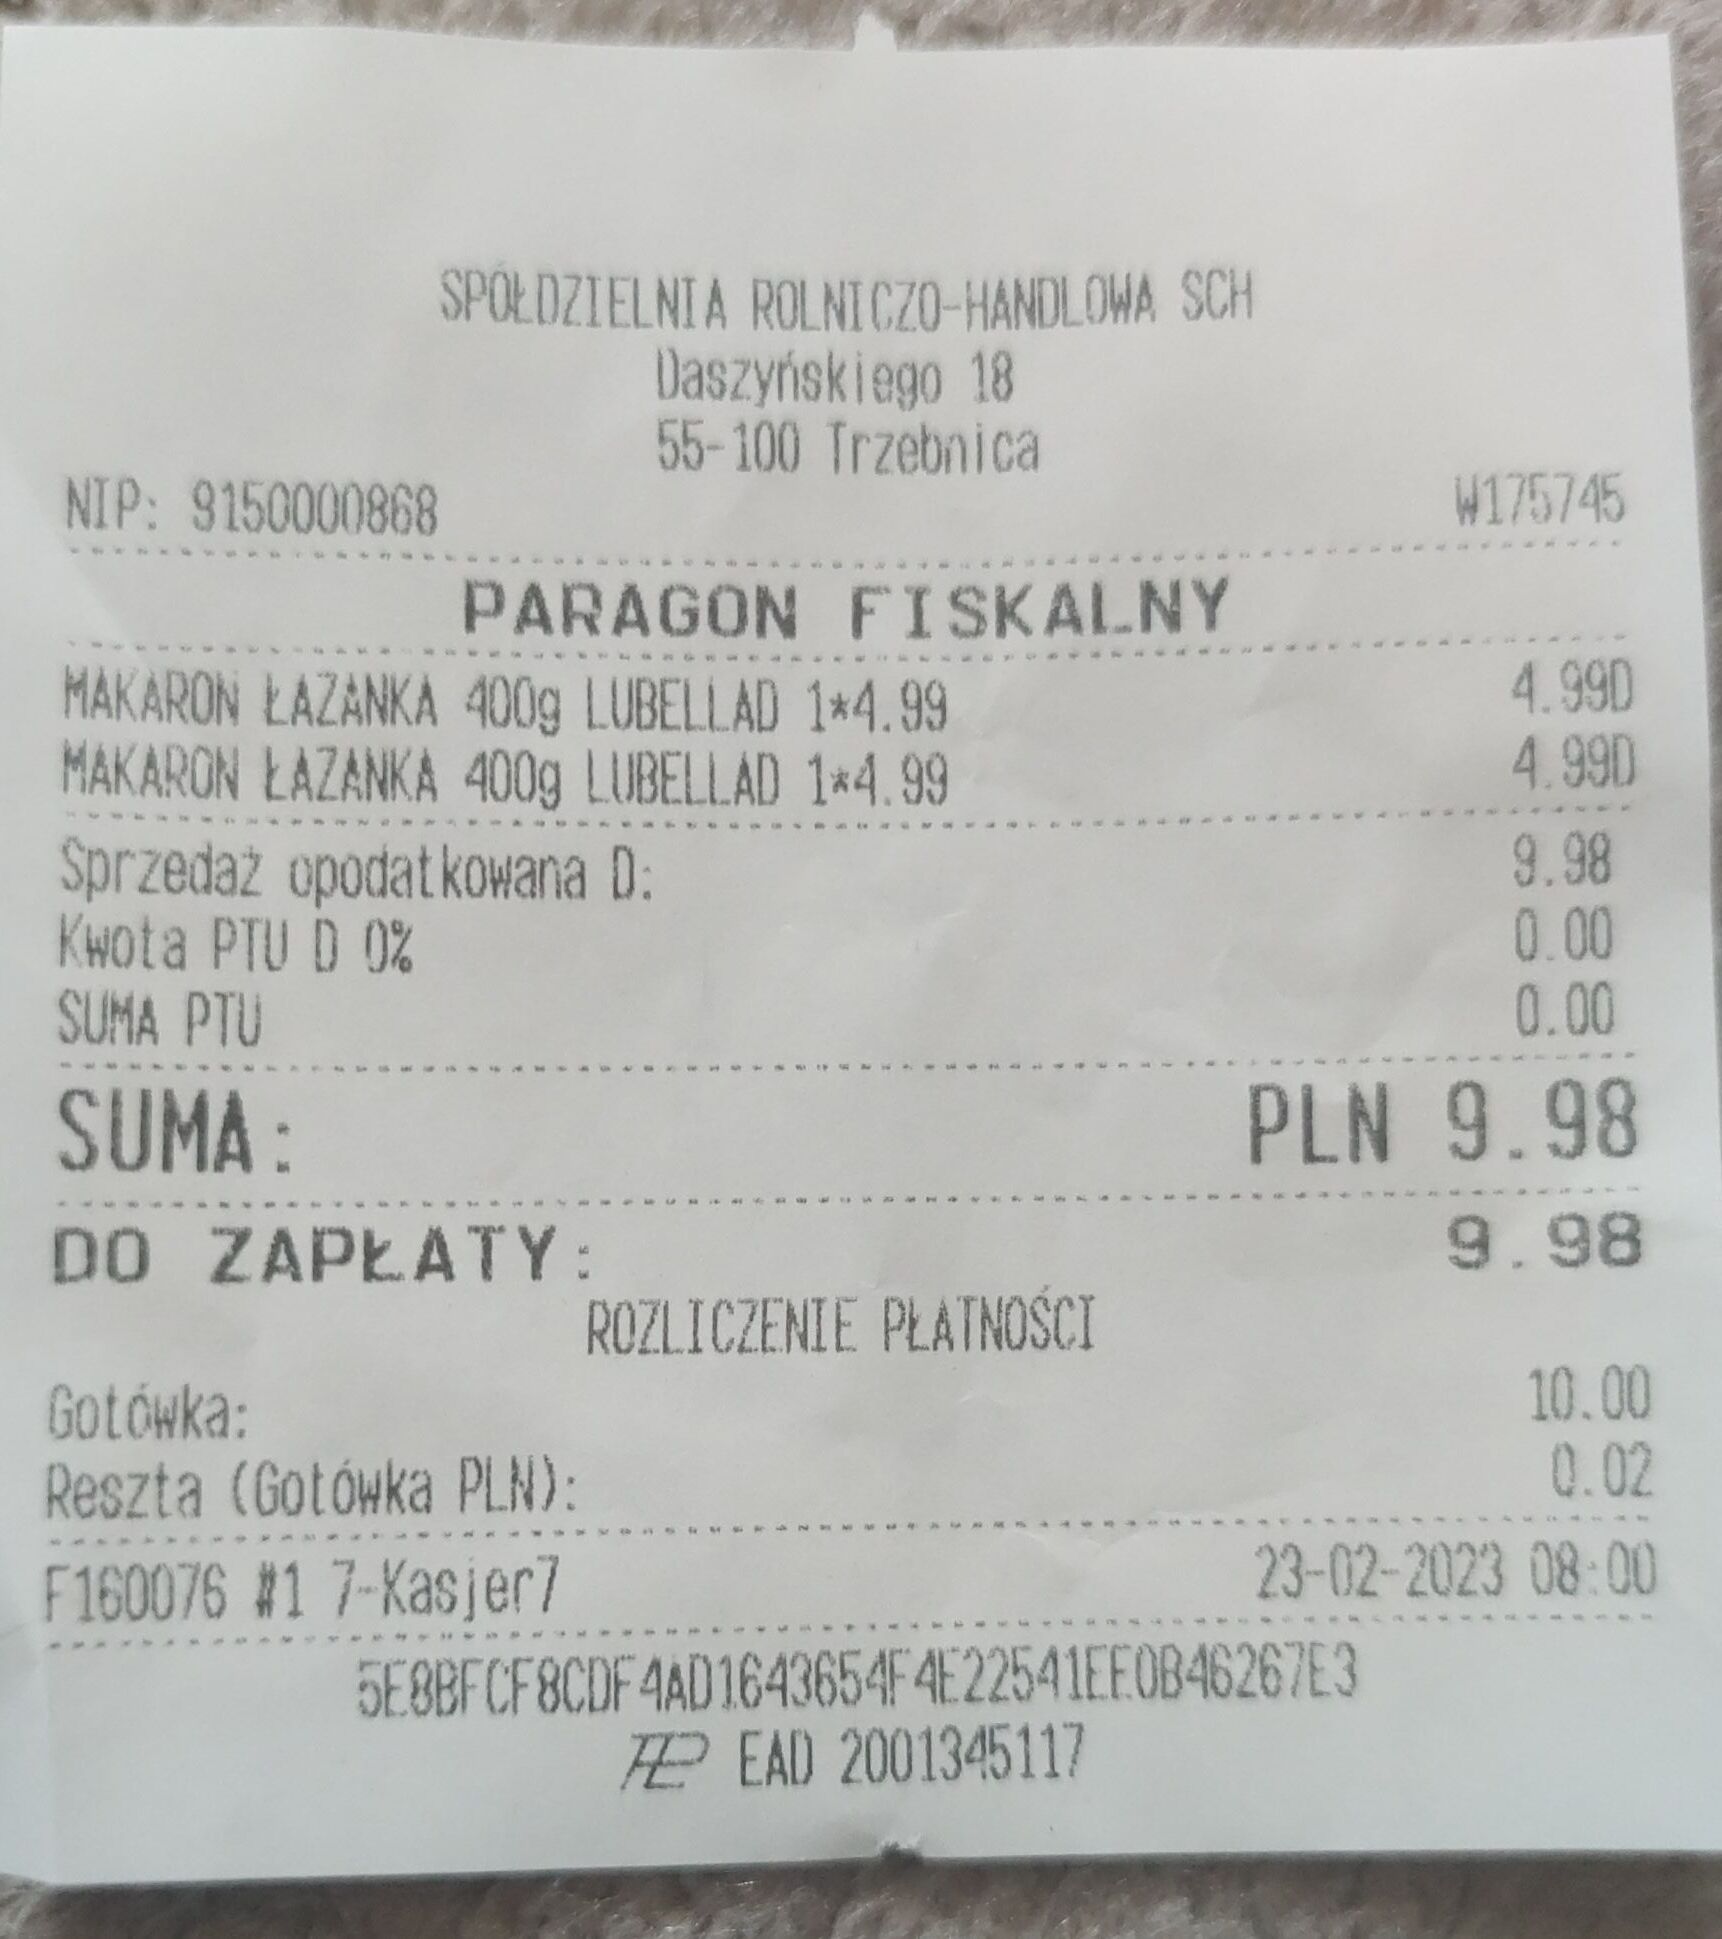 SPÓŁDZIELNIA ROLNICZO-HANDLOWA SCH
Daszyńskiego 18
55-100 Trzebnica
NIP: 9150000868 W175745
PARAGON FISKALNY
MAKARON ŁAZANKA 400g LUBELLAD 1*4.99 4.99D
MAKARON ŁAZANKA 400g LUBELLAD 1*4.99 4.99D
Sprzedaż opodatkowana D: 9.98
Kwota PTU D 0% 0.00
SUMA PTU 0.00
SUMA: PLN 9.98
DO ZAPŁATY: 9.98
ROZLICZENIE PŁATNOŚCI
Gotówka: 10.00
Reszta (Gotówka PLN): 0.02
F160076 #1 7-Kasjer7 23-02-2023 08:00
5E8BFCF8CDF4AD1643654F4E22541EE0B46267E3
EAD 2001345117